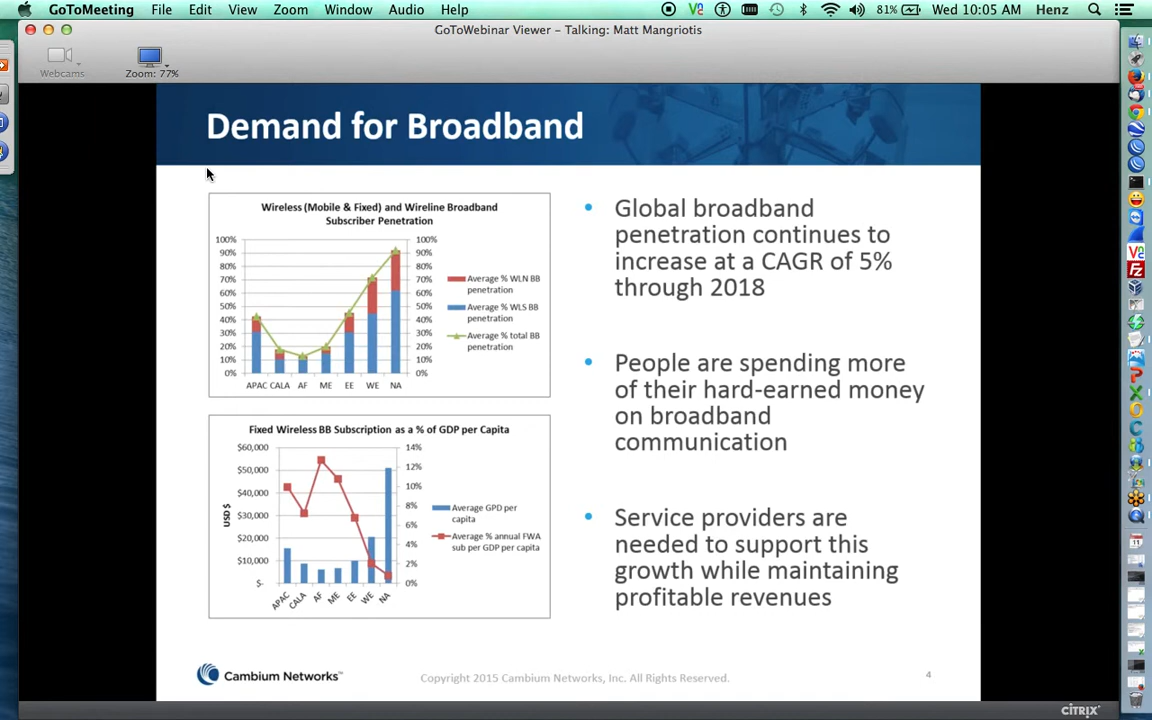 GoToMeeting File Edit View Zoom Window Audio Help 81% Wed 10:05 AM Henz
GoToWebinar Viewer – Talking: Matt Mangriotis
Webcams
Zoom: 77%
Demand for Broadband
Wireless (Mobile & Fixed) and Wireline Broadband
Subscriber Penetration
100% 100%
90% 90%
80% 80%
70% 70%
60% 60%
50% 50%
40% 40%
30% 30%
20% 20%
10% 10%
0% 0%
APAC CALA AF ME EE WE NA
Average % WLN BB
penetration
Average % WLS BB
penetration
Average % total BB
penetration
Fixed Wireless BB Subscription as a % of GDP per Capita
USD $
$60,000
$50,000
$40,000
$30,000
$20,000
$10,000
$-
14%
12%
10%
8%
6%
4%
2%
0%
APAC CALA AF ME EE WE NA
Average GPD per
capita
Average % annual FWA
sub per GDP per capita
• Global broadband
penetration continues to
increase at a CAGR of 5%
through 2018
• People are spending more
of their hard-earned money
on broadband
communication
• Service providers are
needed to support this
growth while maintaining
profitable revenues
Cambium Networks™
Copyright 2015 Cambium Networks, Inc. All Rights Reserved.
4
CİTRIX